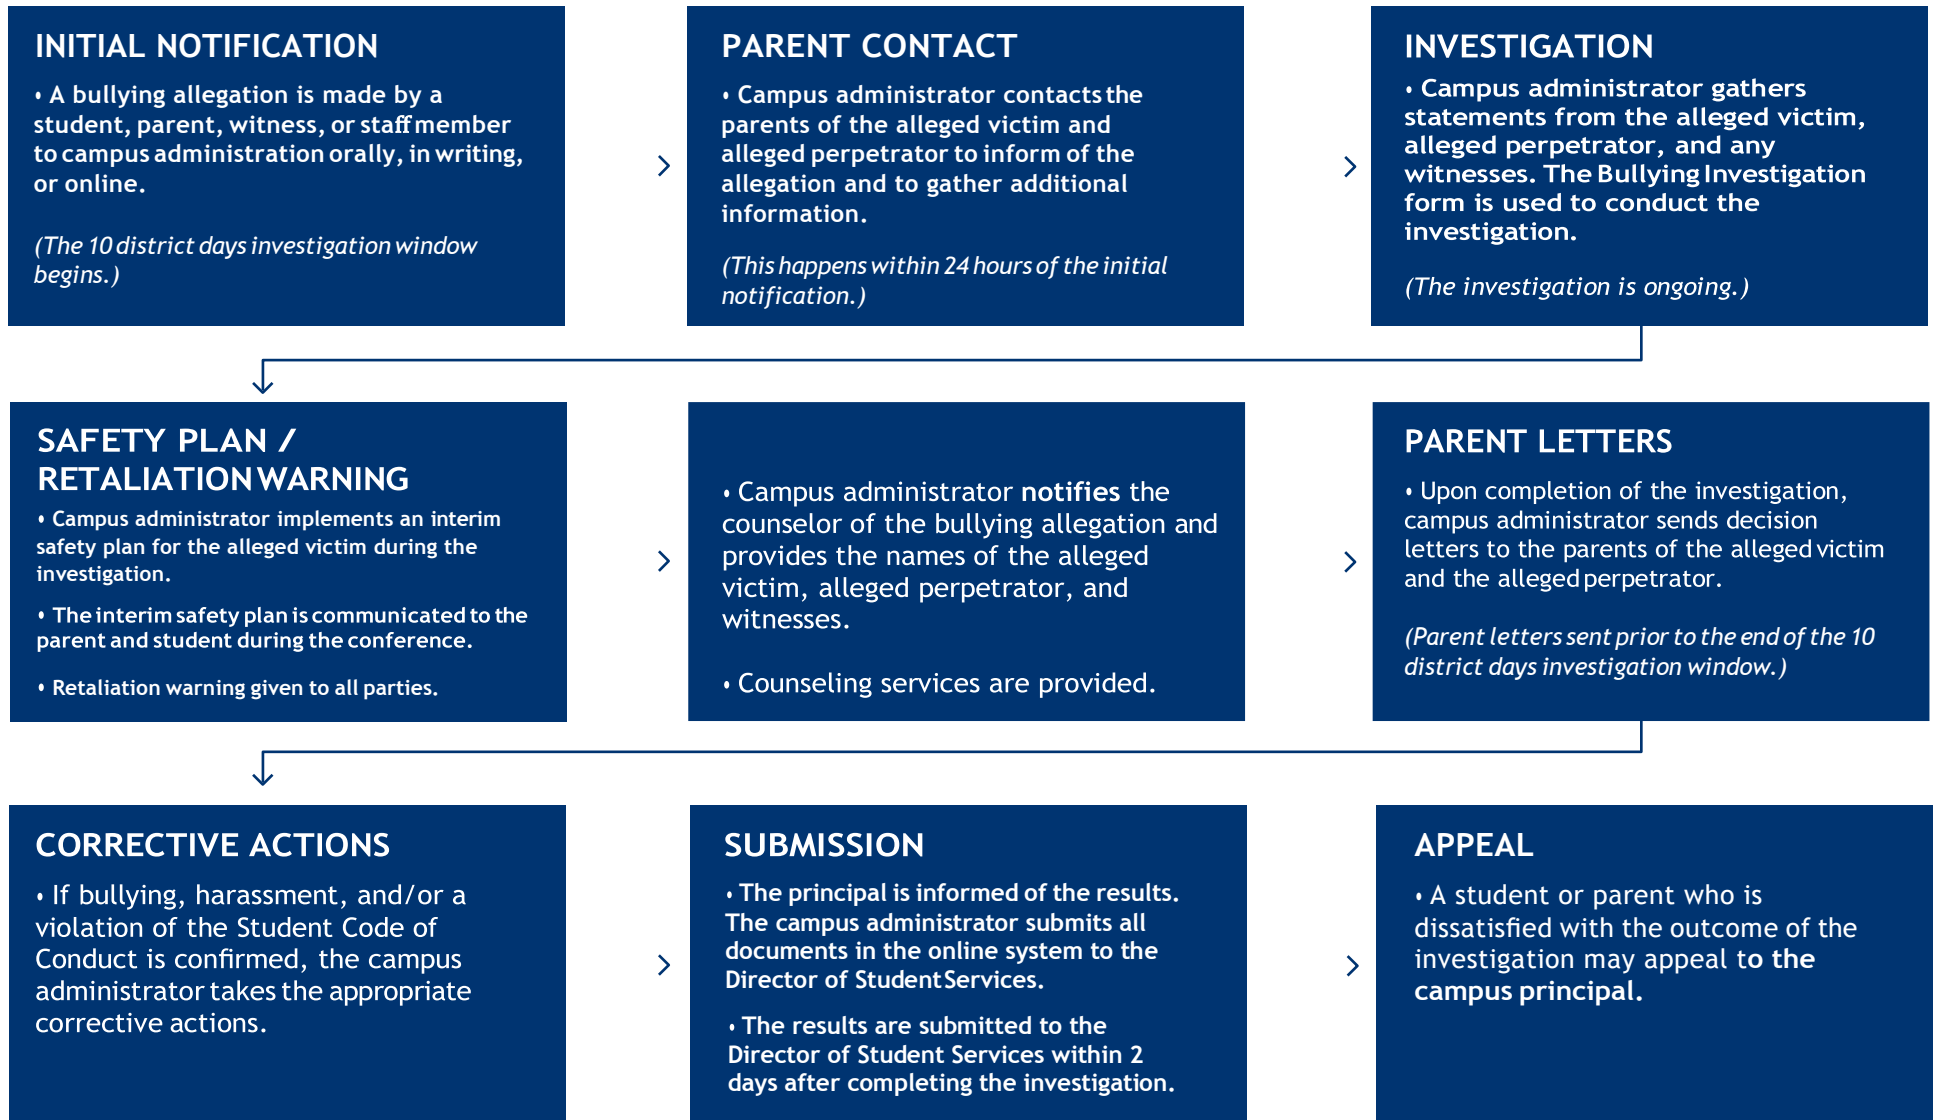 INITIAL NOTIFICATION
• A bullying allegation is made by a
student, parent, witness, or staff member
to campus administration orally, in writing,
or online.
(The 10 district days investigation window
begins.)
PARENT CONTACT
• Campus administrator contacts the
parents of the alleged victim and
alleged perpetrator to inform of the
allegation and to gather additional
information.
(This happens within 24 hours of the initial
notification.)
INVESTIGATION
• Campus administrator gathers
statements from the alleged victim,
alleged perpetrator, and any
witnesses. The Bullying Investigation
form is used to conduct the
investigation.
(The investigation is ongoing.)
SAFETY PLAN /
RETALIATION WARNING
• Campus administrator implements an interim
safety plan for the alleged victim during the
investigation.
• The interim safety plan is communicated to the
parent and student during the conference.
• Retaliation warning given to all parties.
• Campus administrator notifies the
counselor of the bullying allegation and
provides the names of the alleged
victim, alleged perpetrator, and
witnesses.
• Counseling services are provided.
PARENT LETTERS
• Upon completion of the investigation,
campus administrator sends decision
letters to the parents of the alleged victim
and the alleged perpetrator.
(Parent letters sent prior to the end of the 10
district days investigation window.)
CORRECTIVE ACTIONS
• If bullying, harassment, and/or a
violation of the Student Code of
Conduct is confirmed, the campus
administrator takes the appropriate
corrective actions.
SUBMISSION
• The principal is informed of the results.
The campus administrator submits all
documents in the online system to the
Director of Student Services.
• The results are submitted to the
Director of Student Services within 2
days after completing the investigation.
APPEAL
• A student or parent who is
dissatisfied with the outcome of the
investigation may appeal to the
campus principal.